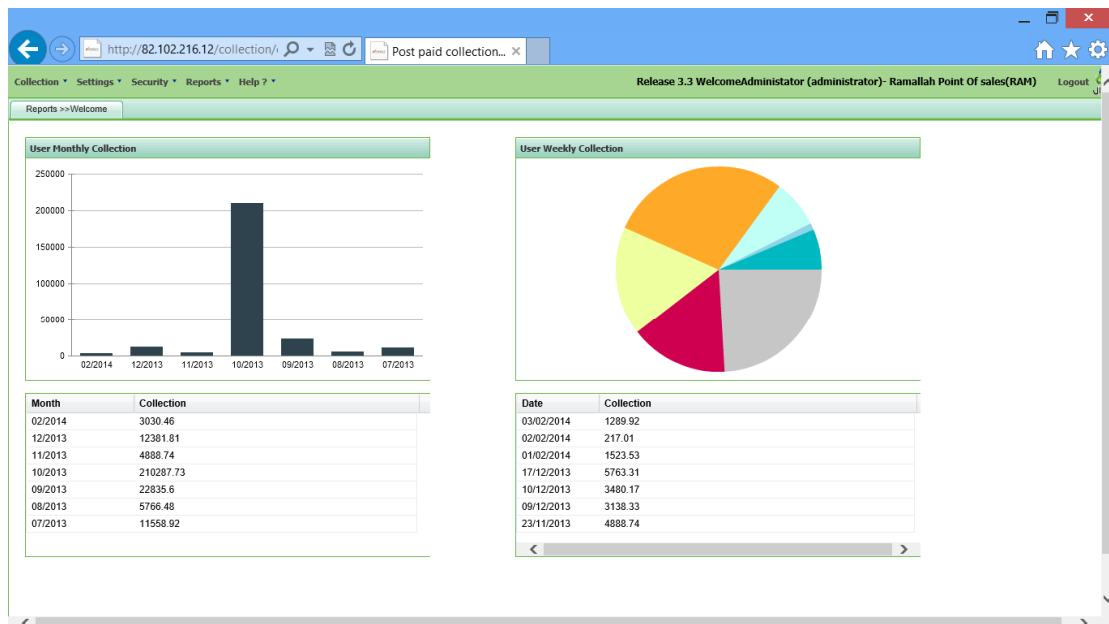 http://82.102.216.12/collection/
Post paid collection...
Collection Settings Security Reports Help ?
Release 3.3 WelcomeAdministator (administrator)- Ramallah Point Of sales(RAM) Logout
Reports >>Welcome
User Monthly Collection
250000
200000
150000
100000
50000
0
02/2014 12/2013 11/2013 10/2013 09/2013 08/2013 07/2013
Month Collection
02/2014 3030.46
12/2013 12381.81
11/2013 4888.74
10/2013 210287.73
09/2013 22835.6
08/2013 5766.48
07/2013 11558.92
User Weekly Collection
Date Collection
03/02/2014 1289.92
02/02/2014 217.01
01/02/2014 1523.53
17/12/2013 5763.31
10/12/2013 3480.17
09/12/2013 3138.33
23/11/2013 4888.74